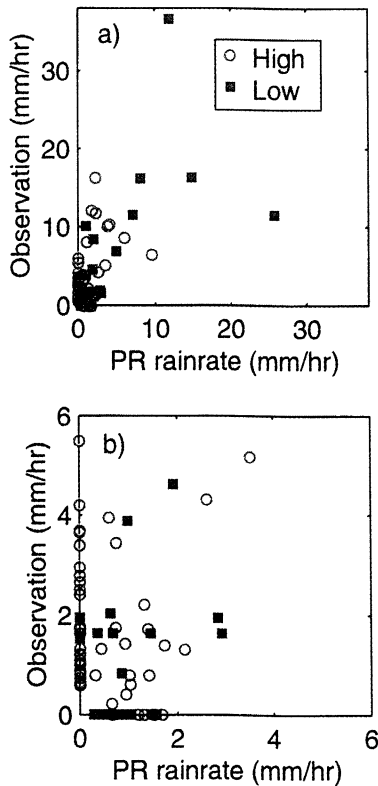 a)
High
Low
30
20
10
0
Observation (mm/hr)
0 10 20 30
PR rainrate (mm/hr)
b)
6
4
2
0
Observation (mm/hr)
0 2 4 6
PR rainrate (mm/hr)